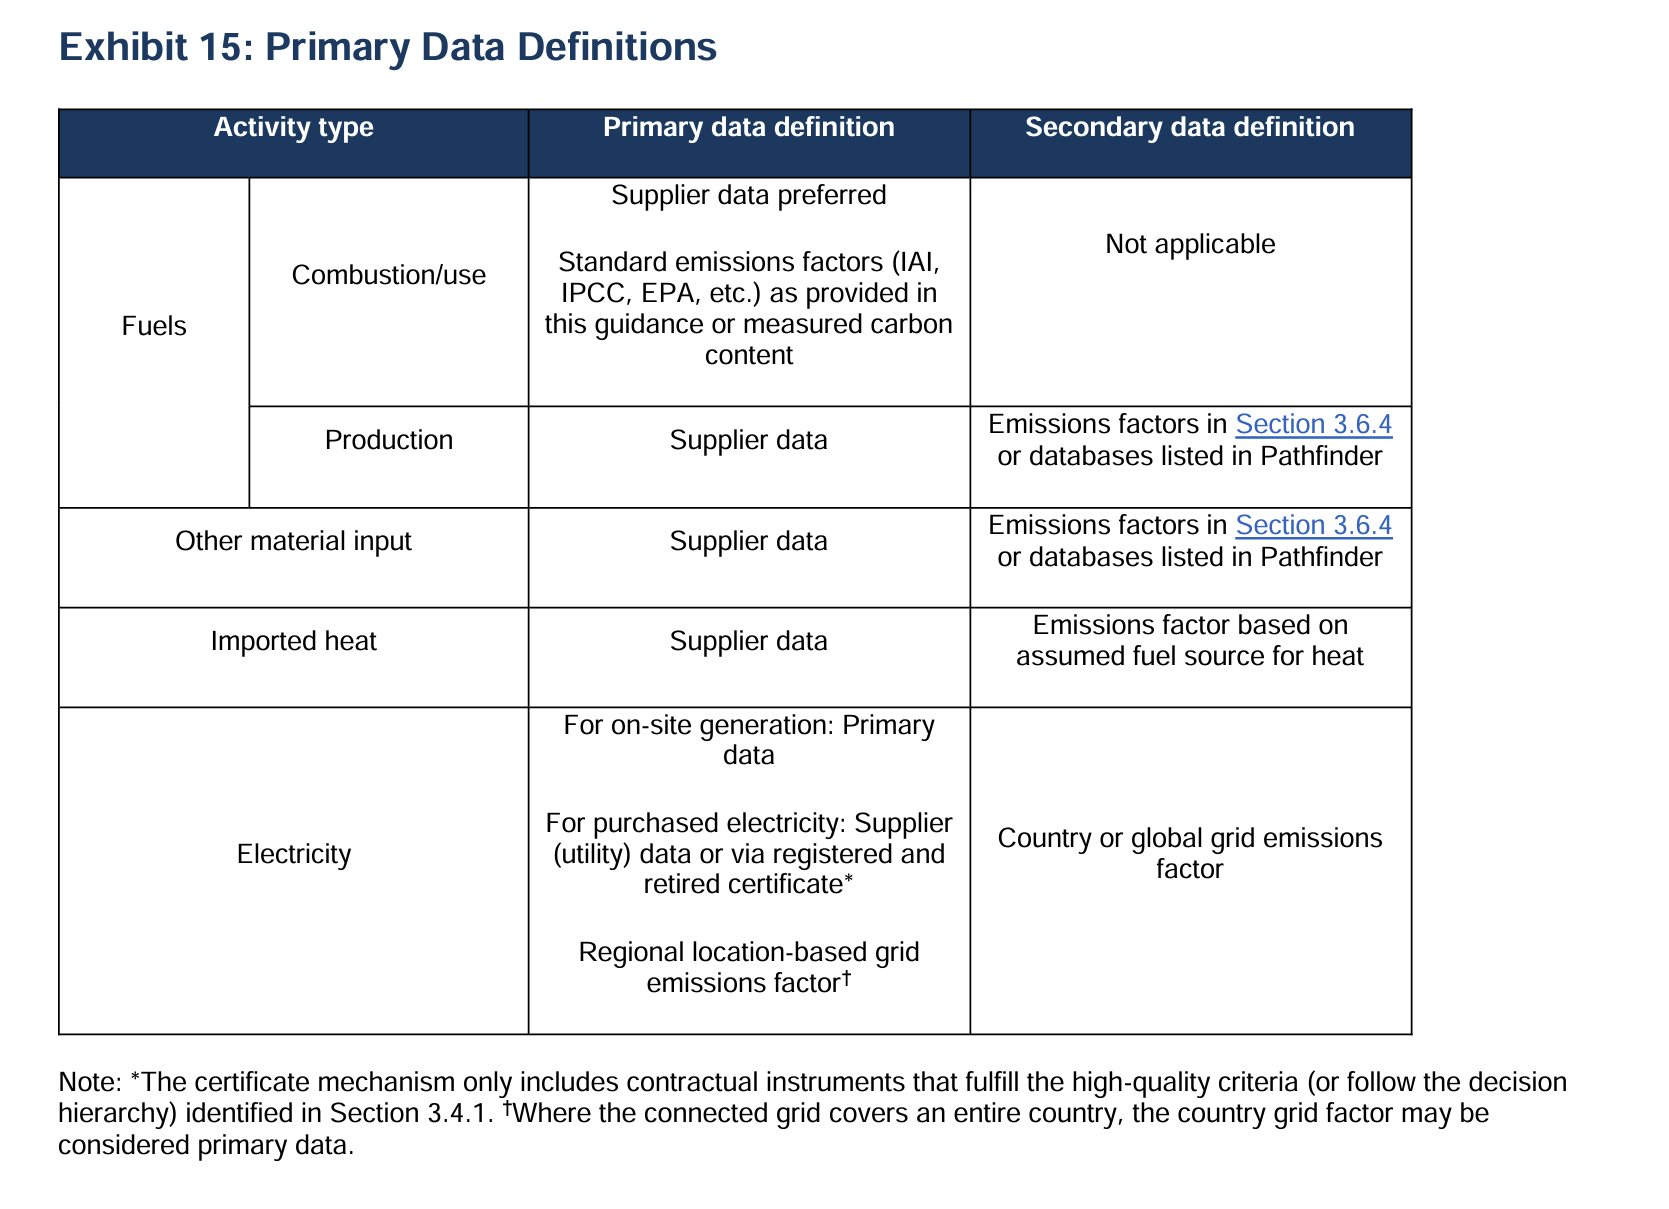 Exhibit 15: Primary Data Definitions
Activity type
Primary data definition
Secondary data definition
Fuels
Combustion/use
Supplier data preferred
Standard emissions factors (IAI,
IPCC, EPA, etc.) as provided in
this guidance or measured carbon
content
Not applicable
Production
Supplier data
Emissions factors in Section 3.6.4
or databases listed in Pathfinder
Other material input
Supplier data
Emissions factors in Section 3.6.4
or databases listed in Pathfinder
Imported heat
Supplier data
Emissions factor based on
assumed fuel source for heat
Electricity
For on-site generation: Primary
data
For purchased electricity: Supplier
(utility) data or via registered and
retired certificate*
Regional location-based grid
emissions factor†
Country or global grid emissions
factor
Note: *The certificate mechanism only includes contractual instruments that fulfill the high-quality criteria (or follow the decision
hierarchy) identified in Section 3.4.1. †Where the connected grid covers an entire country, the country grid factor may be
considered primary data.